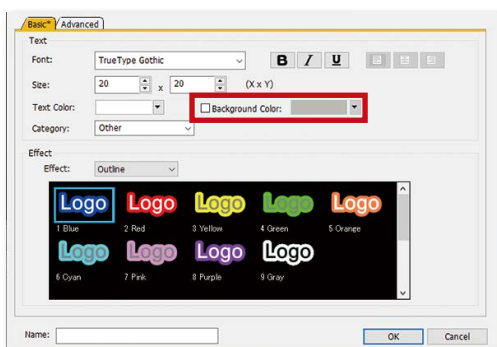 Basic* Advanced
Text
Font: TrueType Gothic B I U
Size: 20 x 20 (X x Y)
Text Color: Background Color:
Category: Other
Effect
Effect: Outline
Logo Logo Logo Logo Logo
1 Blue 2 Red 3 Yellow 4 Green 5 Orange
Logo Logo Logo Logo
6 Cyan 7 Pink 8 Purple 9 Gray
Name: OK Cancel